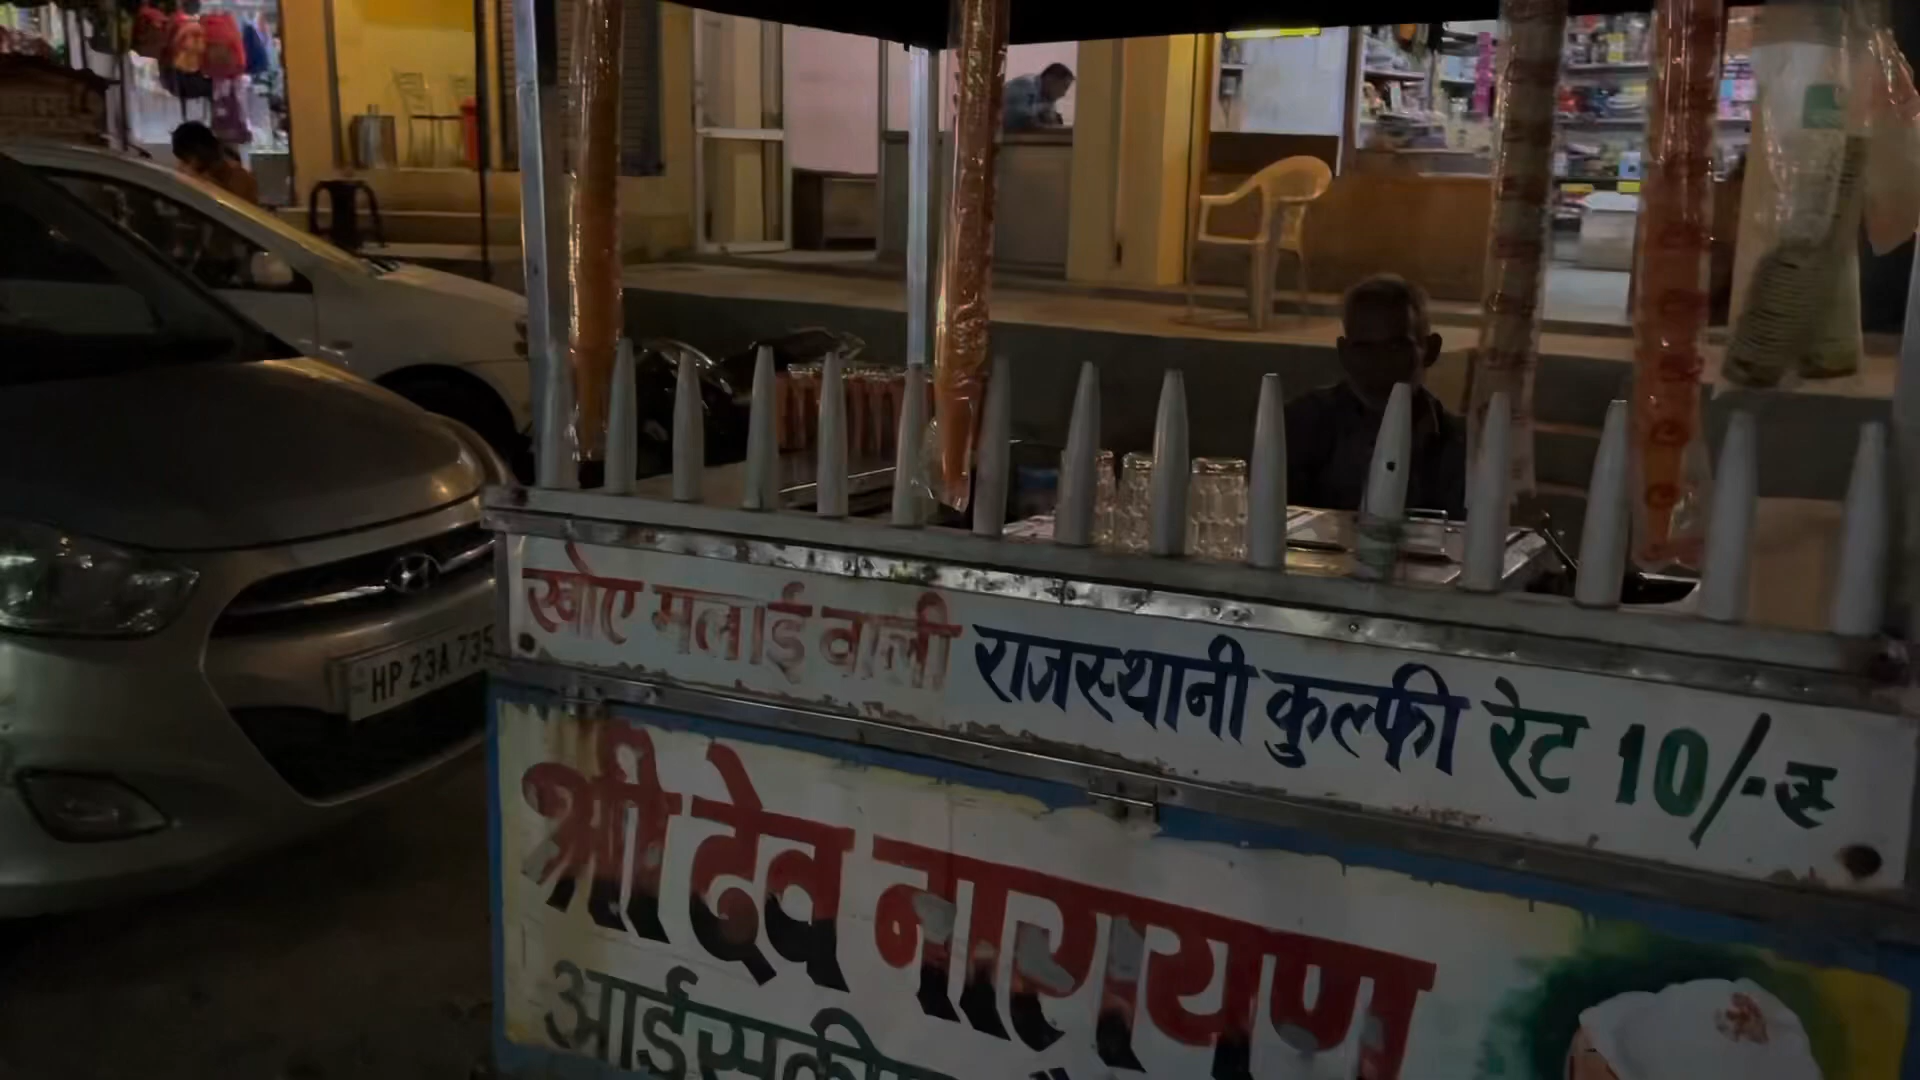 HP 23A 735
खोए मलाई वाली राजस्थानी कुल्फी रेट 10/-रू
श्री देव नारायण